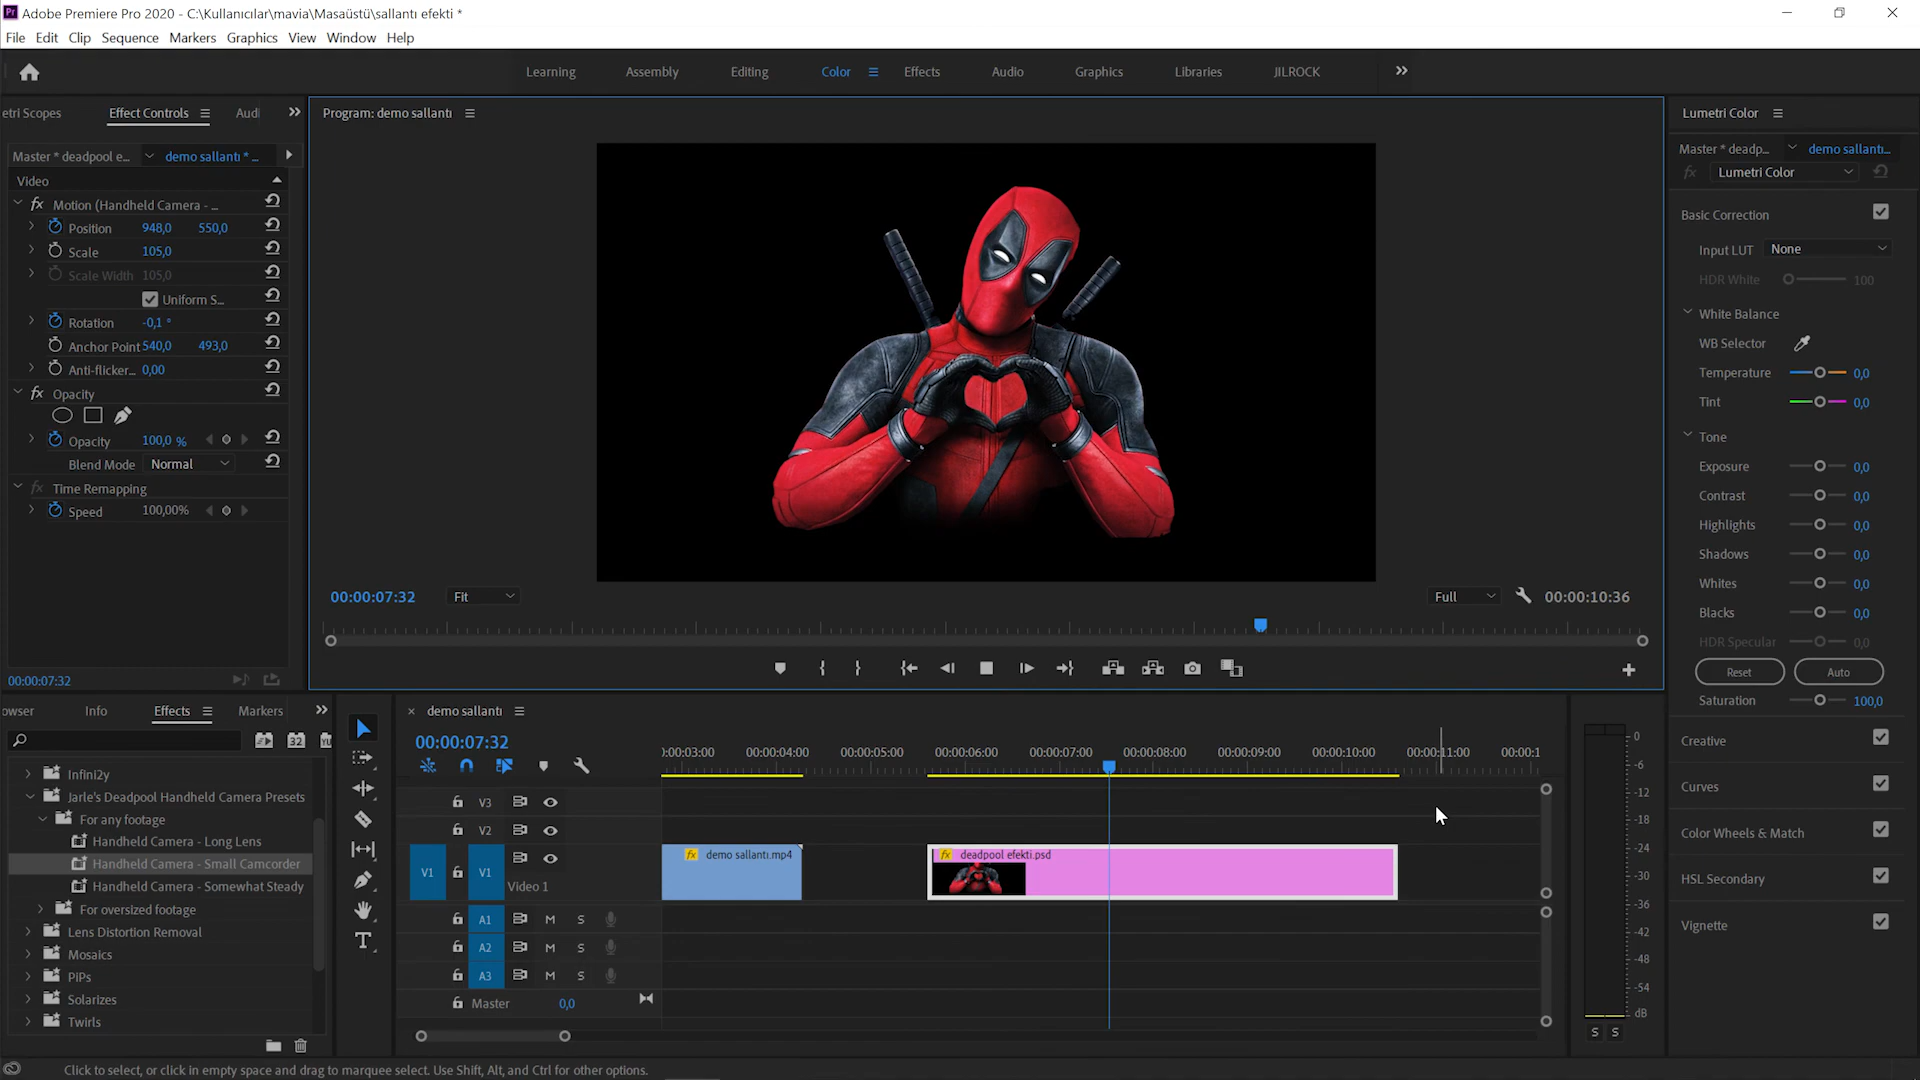 Adobe Premiere Pro 2020 - C:\Kullanıcılar\mavia\Masaüstü\sallantı efekti *
File Edit Clip Sequence Markers Graphics View Window Help
Learning Assembly Editing Color Effects Audio Graphics Libraries JILROCK
etri Scopes Effect Controls Audi
Program: demo sallantı
Lumetri Color
Master * deadpool e... demo sallantı * ...
Master * deadp... demo sallantı...
fx Lumetri Color
Video
fx Motion (Handheld Camera - ...
Position 948,0 550,0
Scale 105,0
Scale Width 105,0
Uniform S...
Rotation -0,1 °
Anchor Point 540,0 493,0
Anti-flicker... 0,00
fx Opacity
Opacity 100,0 %
Blend Mode Normal
fx Time Remapping
Speed 100,00%
00:00:07:32
Basic Correction
Input LUT None
HDR White 100
White Balance
WB Selector
Temperature 0,0
Tint 0,0
Tone
Exposure 0,0
Contrast 0,0
Highlights 0,0
Shadows 0,0
Whites 0,0
Blacks 0,0
HDR Specular 0,0
Reset Auto
Saturation 100,0
Creative
Curves
Color Wheels & Match
HSL Secondary
Vignette
00:00:07:32 Fit Full 00:00:10:36
owser Info Effects Markers
32 YU
Infini2y
Jarle's Deadpool Handheld Camera Presets
For any footage
Handheld Camera - Long Lens
Handheld Camera - Small Camcorder
Handheld Camera - Somewhat Steady
For oversized footage
Lens Distortion Removal
Mosaics
PiPs
Solarizes
Twirls
demo sallantı
00:00:07:32
:00:03:00 00:00:04:00 00:00:05:00 00:00:06:00 00:00:07:00 00:00:08:00 00:00:09:00 00:00:10:00 00:00:11:00 00:00:1
V3
V2
V1 V1 Video 1
fx demo sallantı.mp4
fx deadpool efekti.psd
A1 M S
A2 M S
A3 M S
Master 0,0
0
-6
-12
-18
-24
-30
-36
-42
-48
-54
dB
S S
Click to select, or click in empty space and drag to marquee select. Use Shift, Alt, and Ctrl for other options.